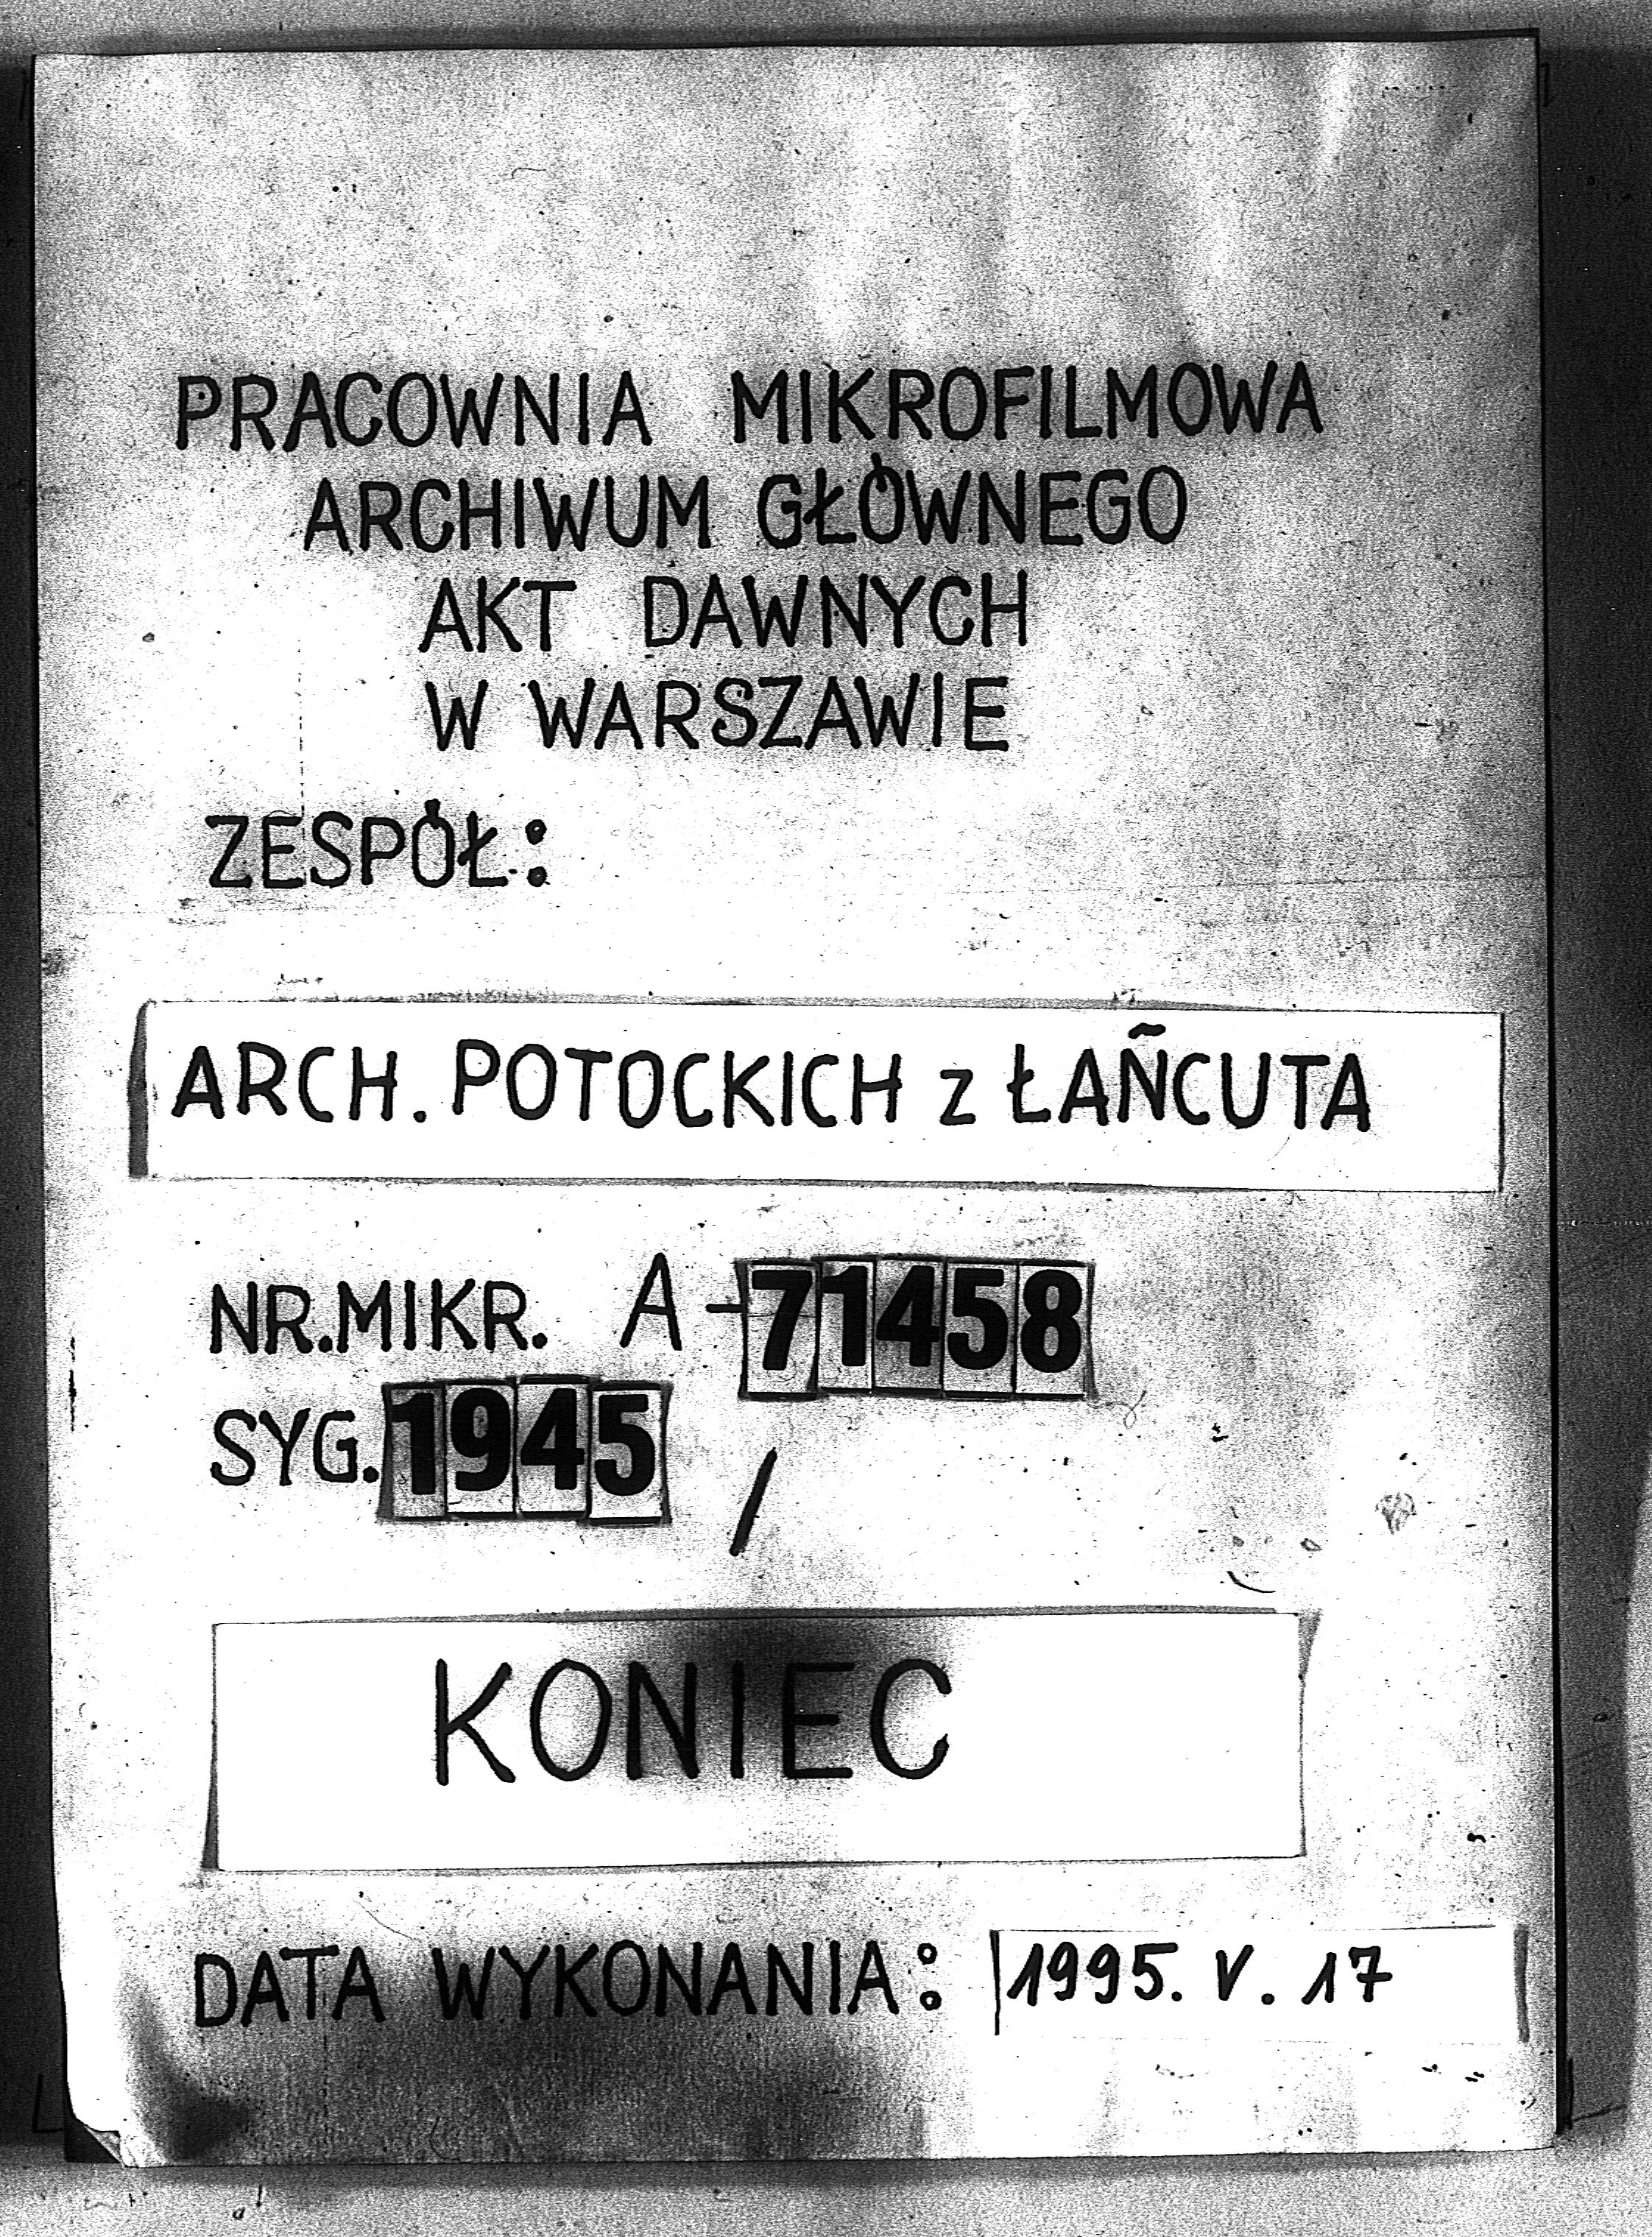 PRACOWNIA MIKROFILMOWA
ARCHIWUM GŁÓWNEGO
AKT DAWNYCH
W WARSZAWIE
ZESPÓŁ:
ARCH. POTOCKICH z ŁAÑCUTA
NR.MIKR. A-71458
SYG. 1945 /
KONIEC
DATA WYKONANIA: 1995. V. 17